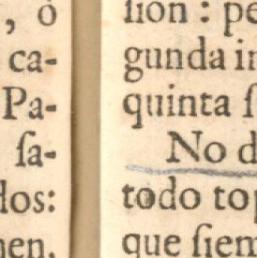 , ò
ca-
Pa-
ſa-
dos:
men,
ſion : pe
gunda in
quinta ſ
No d
todo top
que ſiem